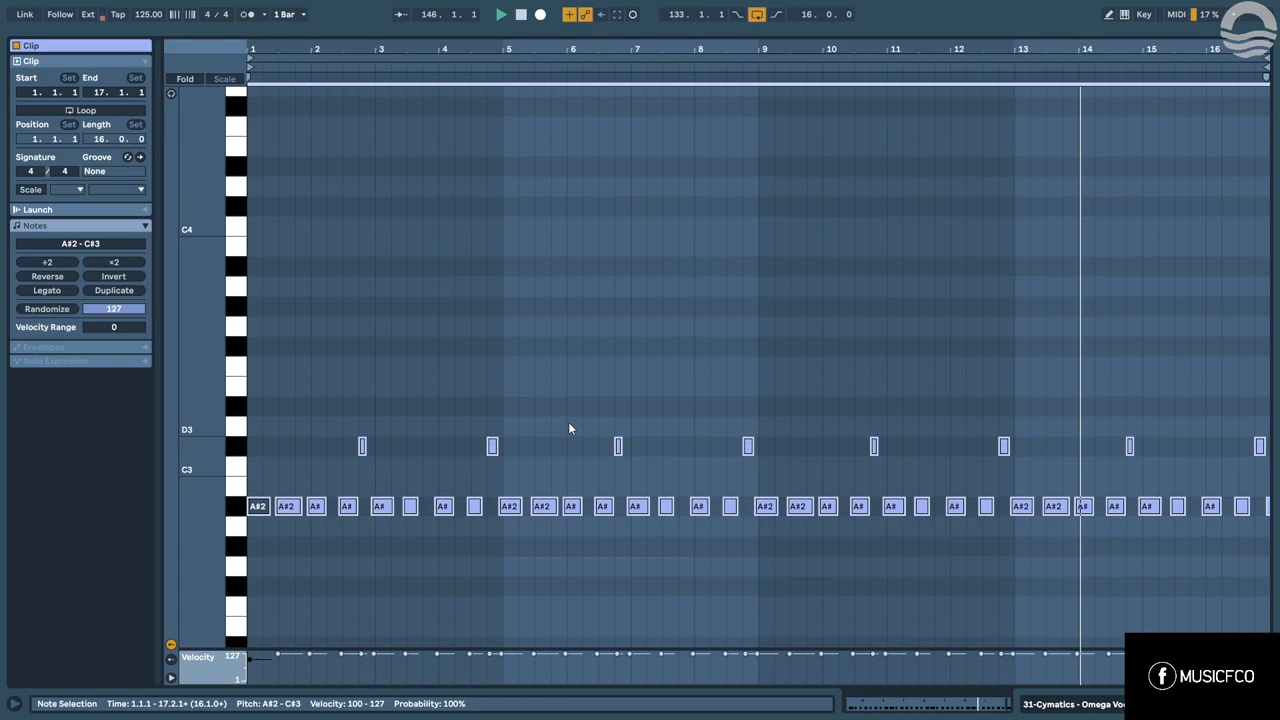 Link Follow Ext Tap 125.00 4 / 4 1 Bar 146. 1. 1 133. 1. 1 16. 0. 0 Key MIDI 17 %
Clip
Clip
Start Set End Set
1. 1. 1 17. 1. 1
Loop
Position Set Length Set
1. 1. 1 16. 0. 0
Signature Groove
4 / 4 None
Scale
Launch
Notes
A#2 - C#3
÷2 ×2
Reverse Invert
Legato Duplicate
Randomize 127
Velocity Range 0
Envelopes
Note Expression
1 2 3 4 5 6 7 8 9 10 11 12 13 14 15 16
Fold Scale
C4
D3
C3
A#2 A#2 A# A# A# A# A#2 A#2 A# A# A# A# A#2 A#2 A# A# A# A# A#2 A#2 A# A# A# A#
Velocity 127
1
Note Selection Time: 1.1.1 - 17.2.1+ (16.1.0+) Pitch: A#2 - C#3 Velocity: 100 - 127 Probability: 100%
31-Cymatics - Omega Vo
MUSICFCO